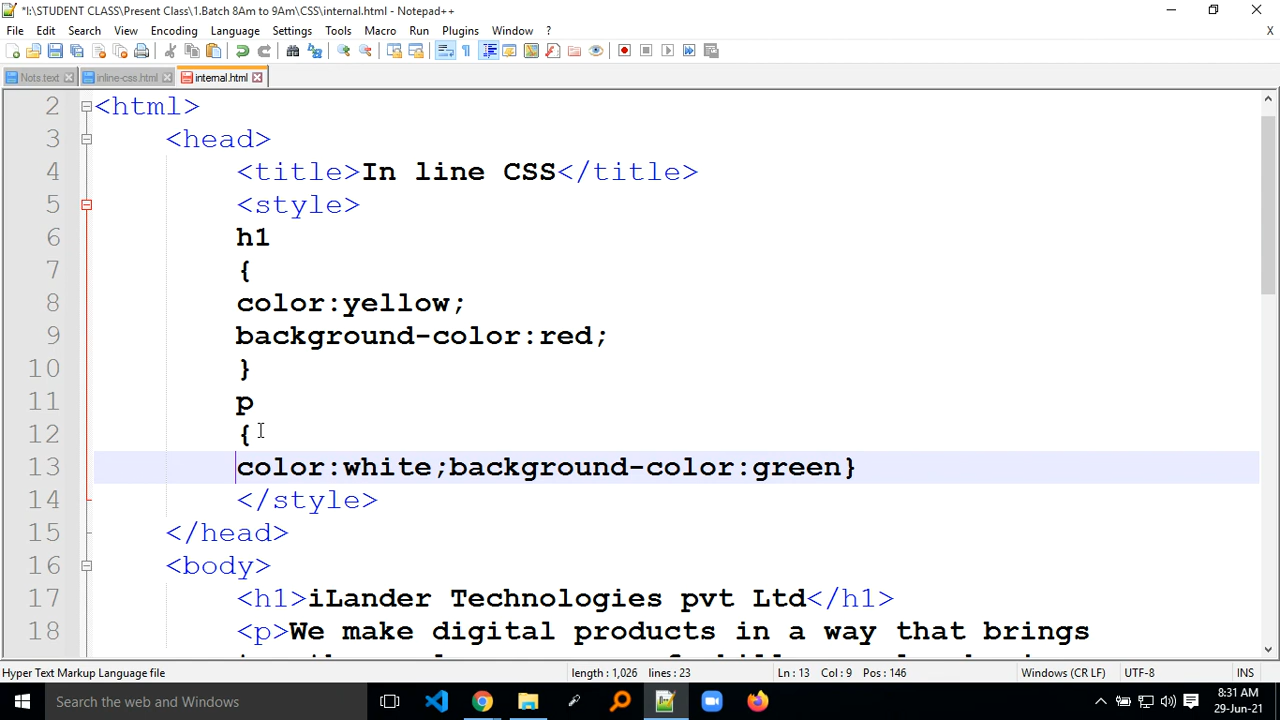 *I:\STUDENT CLASS\Present Class\1.Batch 8Am to 9Am\CSS\internal.html - Notepad++
File Edit Search View Encoding Language Settings Tools Macro Run Plugins Window ? X
Nots.text inline-css.html internal.html
2 <html>
3 <head>
4 <title>In line CSS</title>
5 <style>
6 h1
7 {
8 color:yellow;
9 background-color:red;
10 }
11 p
12 {
13 color:white;background-color:green}
14 </style>
15 </head>
16 <body>
17 <h1>iLander Technologies pvt Ltd</h1>
18 <p>We make digital products in a way that brings
Hyper Text Markup Language file length : 1,026 lines : 23 Ln : 13 Col : 9 Pos : 146 Windows (CR LF) UTF-8 INS
Search the web and Windows
8:31 AM
29-Jun-21